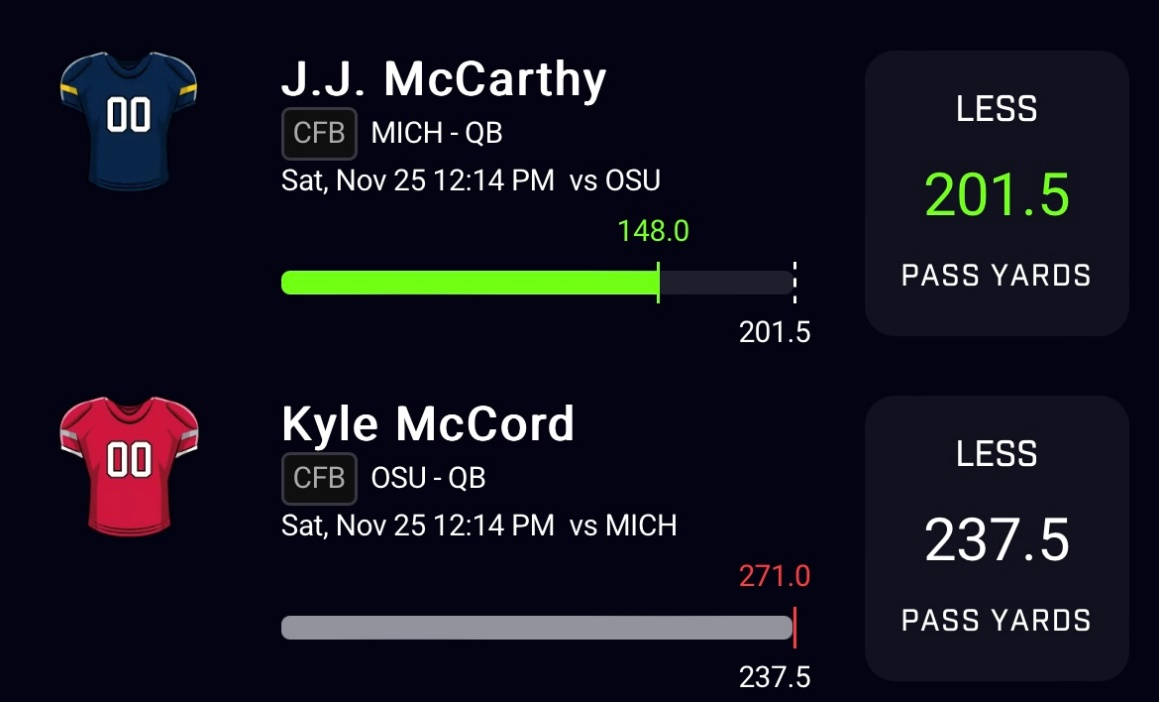 J.J. McCarthy
CFB MICH - QB
Sat, Nov 25 12:14 PM vs OSU
148.0
201.5
LESS
201.5
PASS YARDS
00
Kyle McCord
CFB OSU - QB
Sat, Nov 25 12:14 PM vs MICH
271.0
237.5
LESS
237.5
PASS YARDS
00